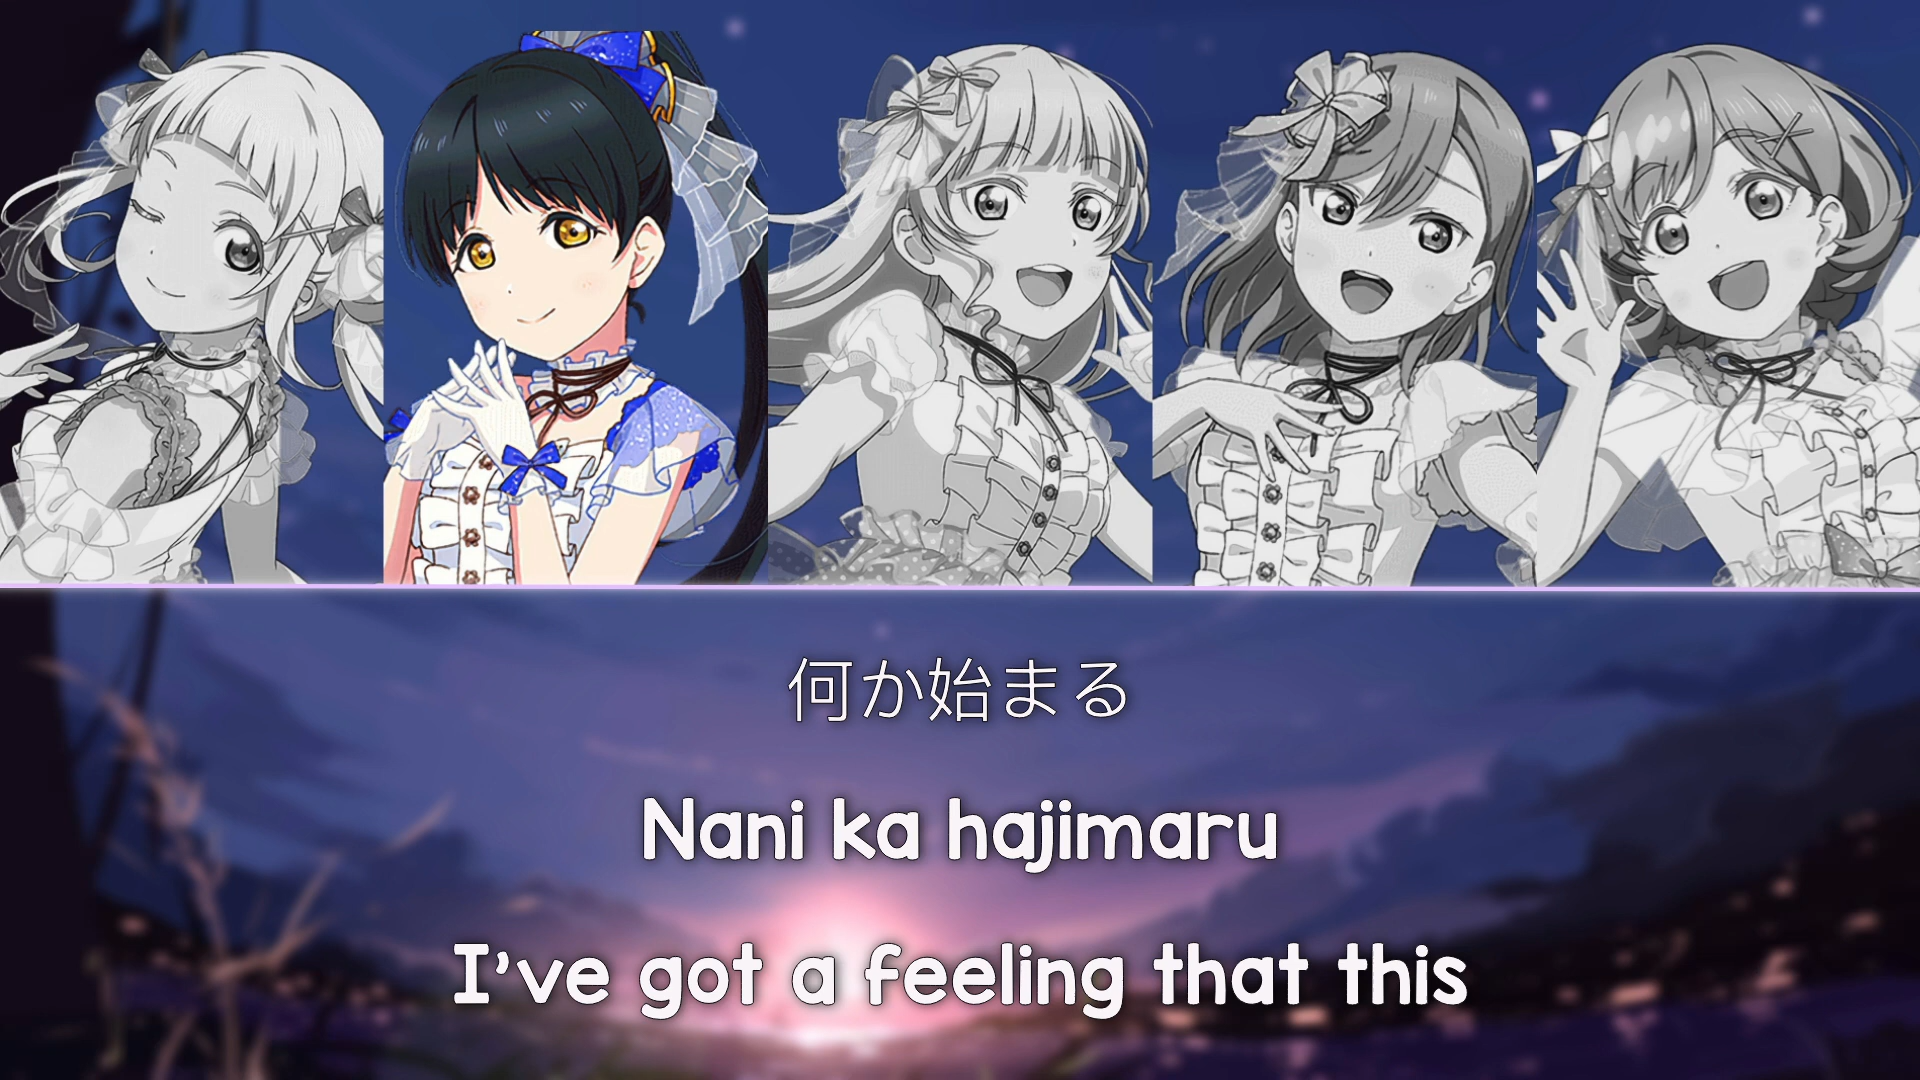 何か始まる
Nani ka hajimaru
I've got a feeling that this